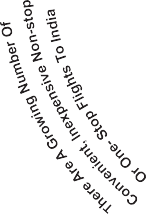 There Are A Growing Number Of
Convenient, Inexpensive Non-stop
Or One- Stop Flights To India